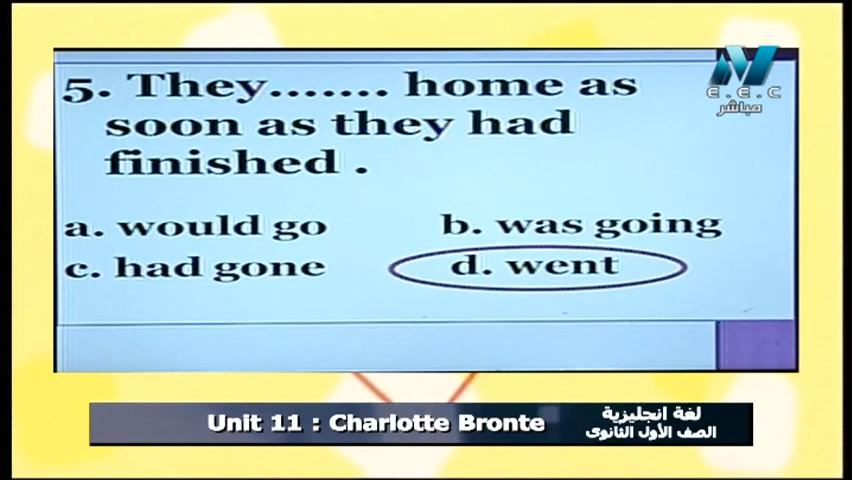 5. They....... home as
soon as they had
finished .
a. would go
b. was going
c. had gone
d. went
E.E.C
مباشر
Unit 11 : Charlotte Bronte
لغة انجليزية
الصف الأول الثانوى